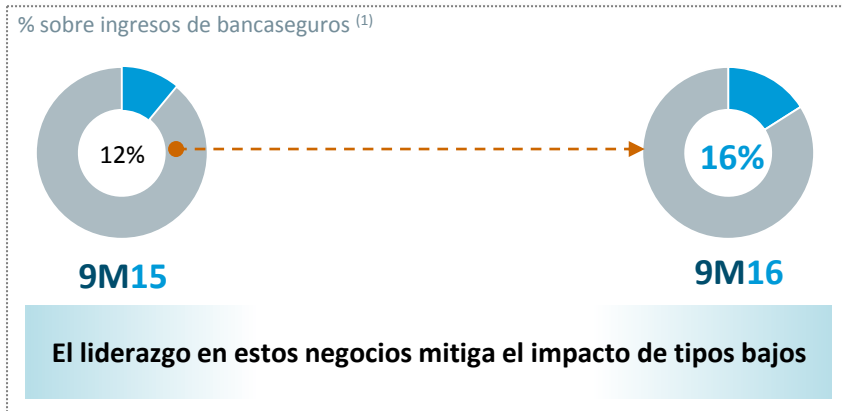 % sobre ingresos de bancaseguros (1)
12%
16%
9M15
9M16
El liderazgo en estos negocios mitiga el impacto de tipos bajos